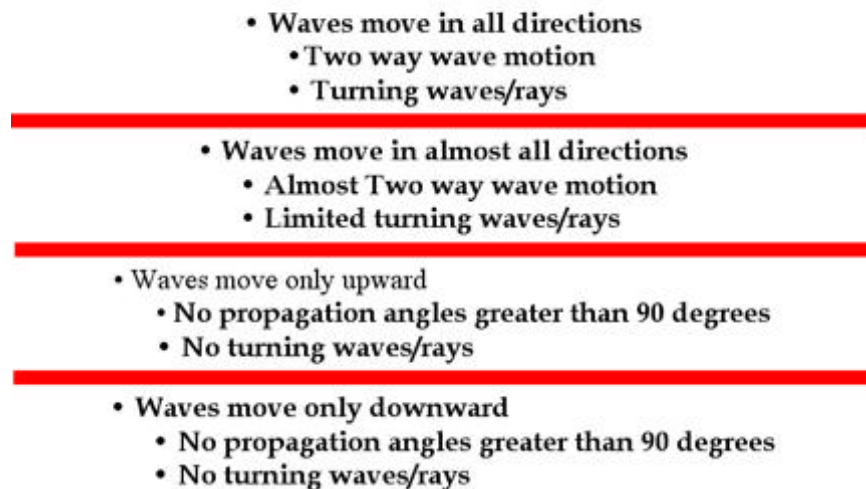 • Waves move in all directions
•Two way wave motion
• Turning waves/rays
• Waves move in almost all directions
• Almost Two way wave motion
• Limited turning waves/rays
• Waves move only upward
• No propagation angles greater than 90 degrees
• No turning waves/rays
• Waves move only downward
• No propagation angles greater than 90 degrees
• No turning waves/rays